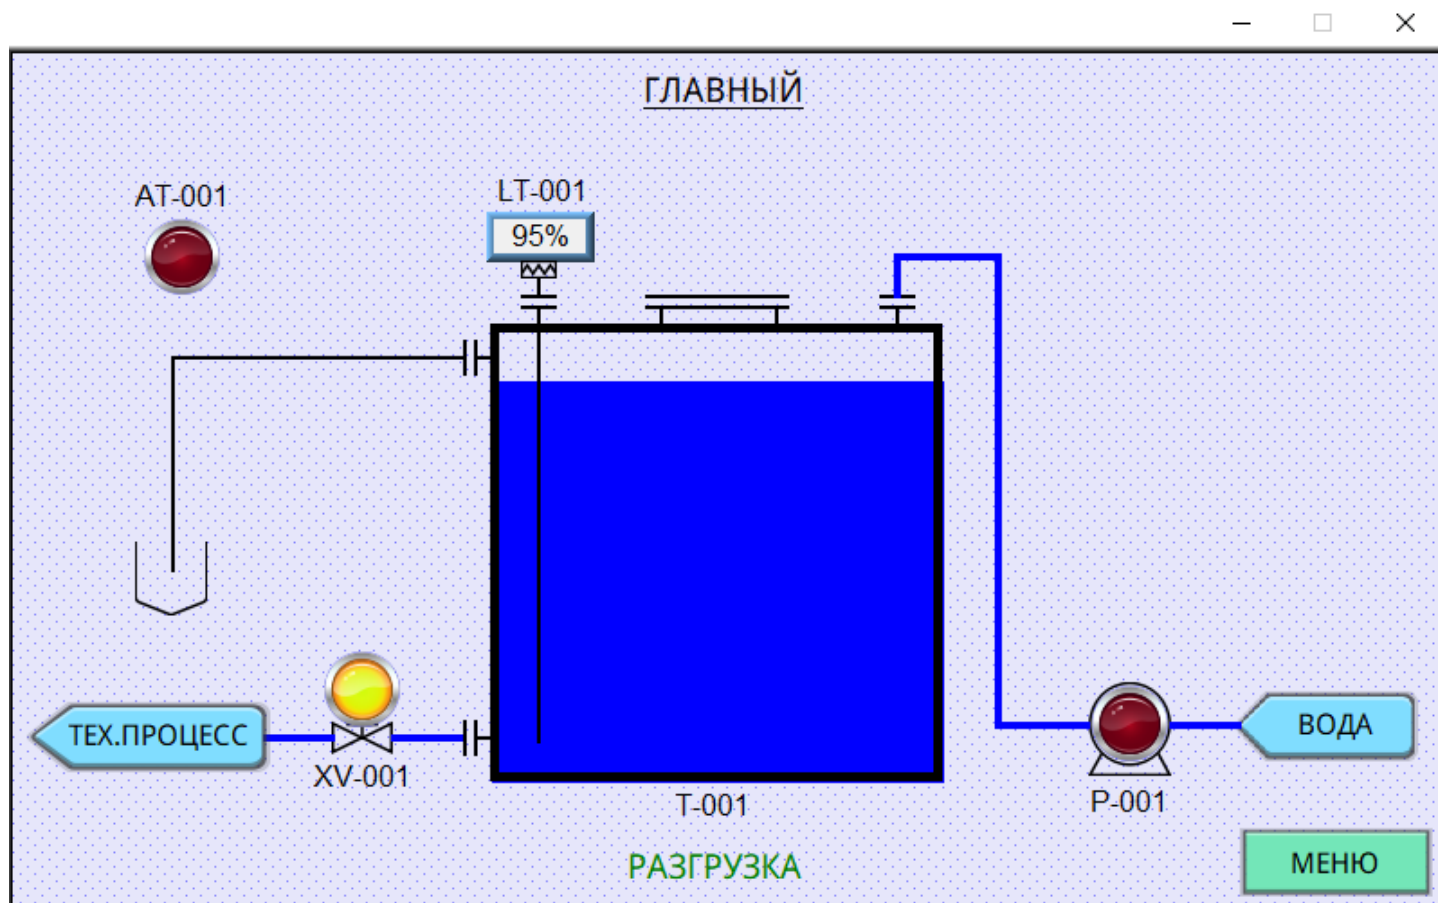 ГЛАВНЫЙ
AT-001
LT-001
95%
ТЕХ.ПРОЦЕСС
XV-001
T-001
P-001
ВОДА
РАЗГРУЗКА
МЕНЮ